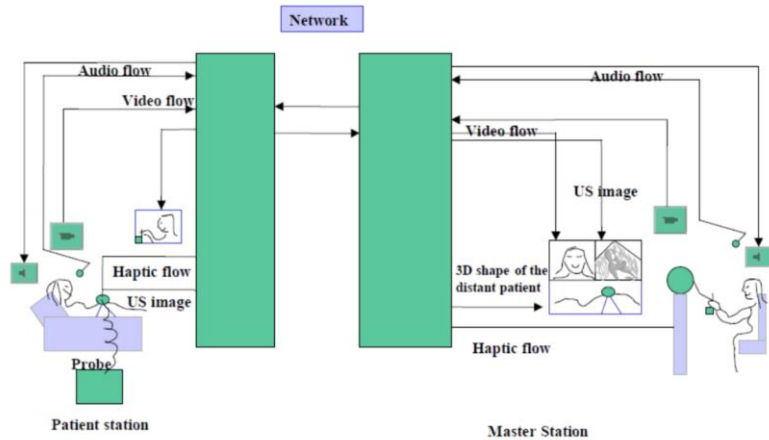 Network
Audio flow
Video flow
Haptic flow
US image
Probe
Patient station
Audio flow
Video flow
US image
3D shape of the
distant patient
Haptic flow
Master Station